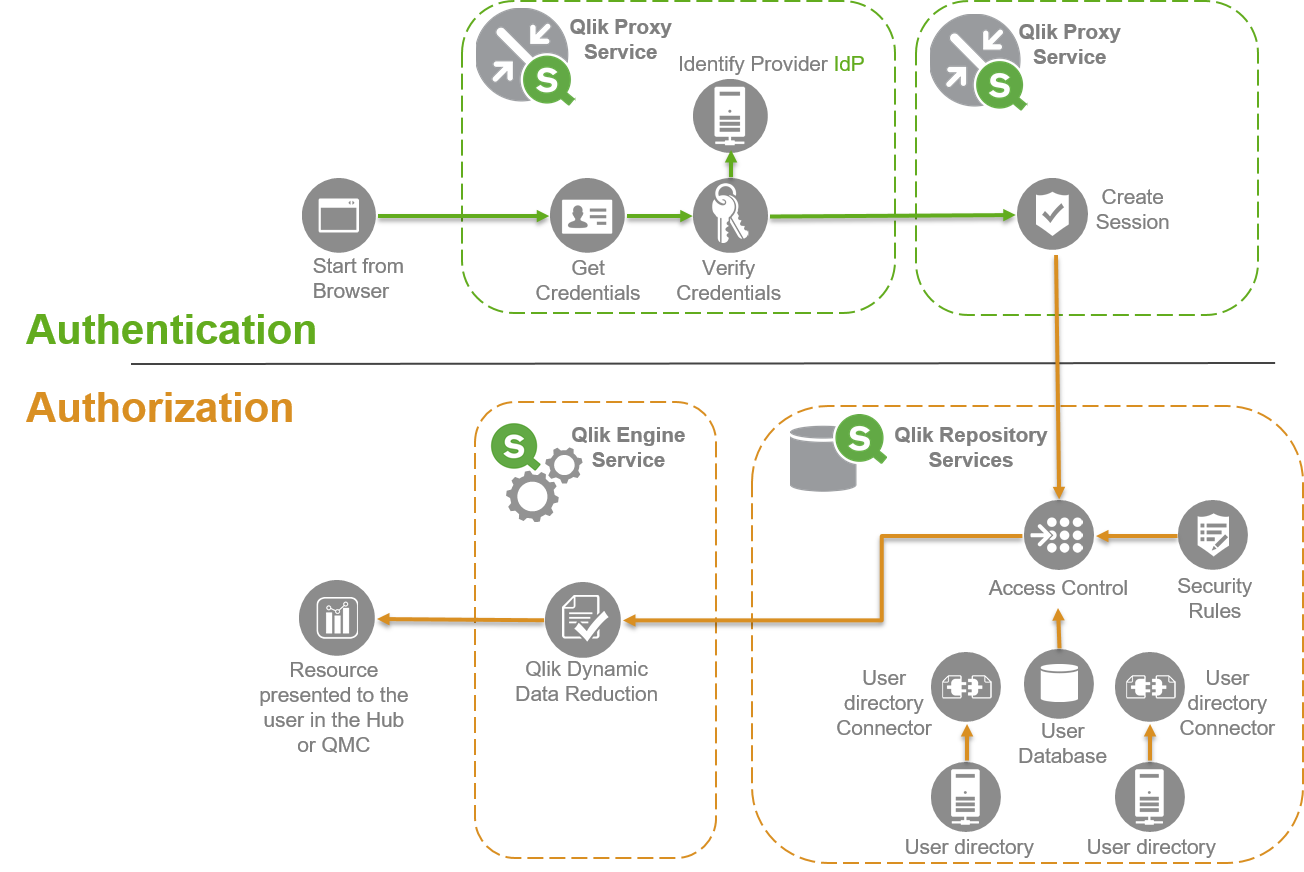 Qlik Proxy
Service
Identify Provider IdP
Qlik Proxy
Service
Start from
Browser
Get
Credentials
Verify
Credentials
Create
Session
Authentication
Authorization
Qlik Engine
Service
Qlik Repository
Services
Access Control
Security
Rules
Resource
presented to the
user in the Hub
or QMC
Qlik Dynamic
Data Reduction
User
directory
Connector
User
Database
User
directory
Connector
User directory
User directory